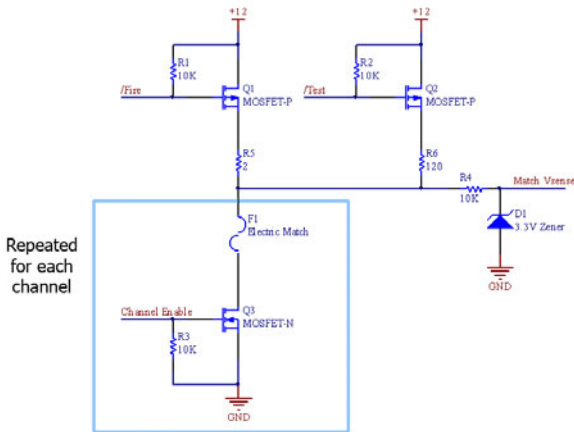 +12
+12
R1
10K
R2
10K
/Fire
Q1
MOSFET-P
/Test
Q2
MOSFET-P
R5
2
R6
120
R4
10K
Match Vsense
D1
3.3V Zener
GND
F1
Electric Match
Repeated
for each
channel
Channel Enable
Q3
MOSFET-N
R3
10K
GND